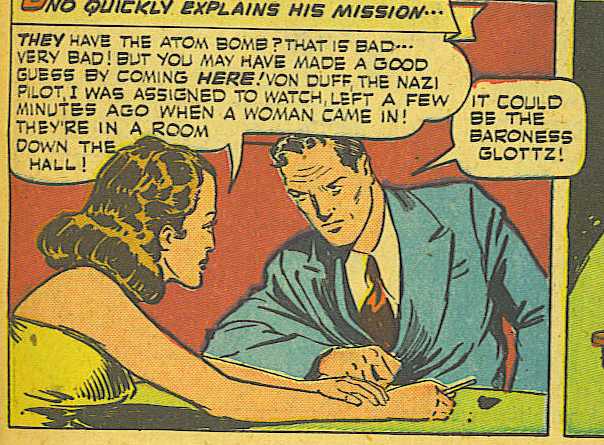 UNO QUICKLY EXPLAINS HIS MISSION...
THEY HAVE THE ATOM BOMB? THAT IS BAD...
VERY BAD! BUT YOU MAY HAVE MADE A GOOD
GUESS BY COMING HERE! VON DUFF, THE NAZI
PILOT, I WAS ASSIGNED TO WATCH, LEFT A FEW
MINUTES AGO WHEN A WOMAN CAME IN!
THEY'RE IN A ROOM
DOWN THE
HALL!
IT COULD
BE THE
BARONESS
GLOTTZ!